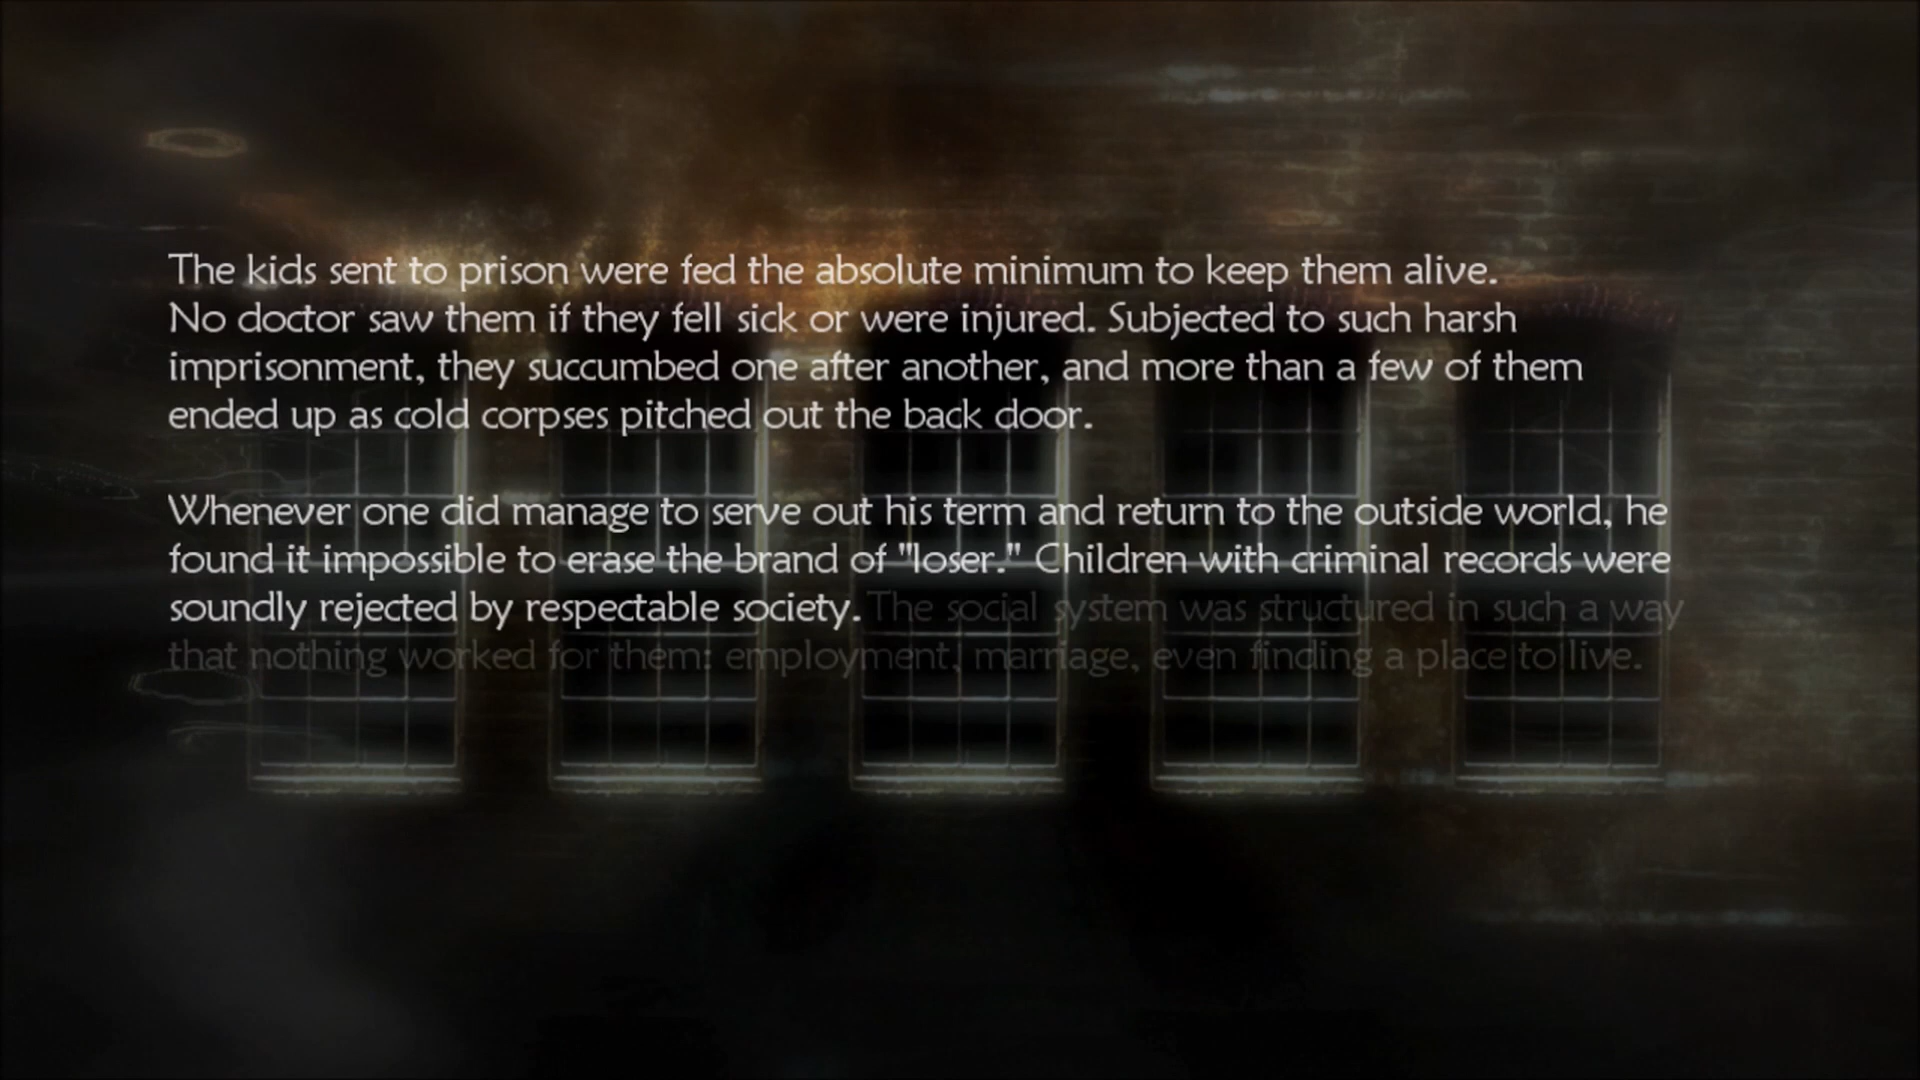 The kids sent to prison were fed the absolute minimum to keep them alive.
No doctor saw them if they fell sick or were injured. Subjected to such harsh
imprisonment, they succumbed one after another, and more than a few of them
ended up as cold corpses pitched out the back door.
Whenever one did manage to serve out his term and return to the outside world, he
found it impossible to erase the brand of "loser." Children with criminal records were
soundly rejected by respectable society. The social system was structured in such a way
that nothing worked for them: employment, marriage, even finding a place to live.